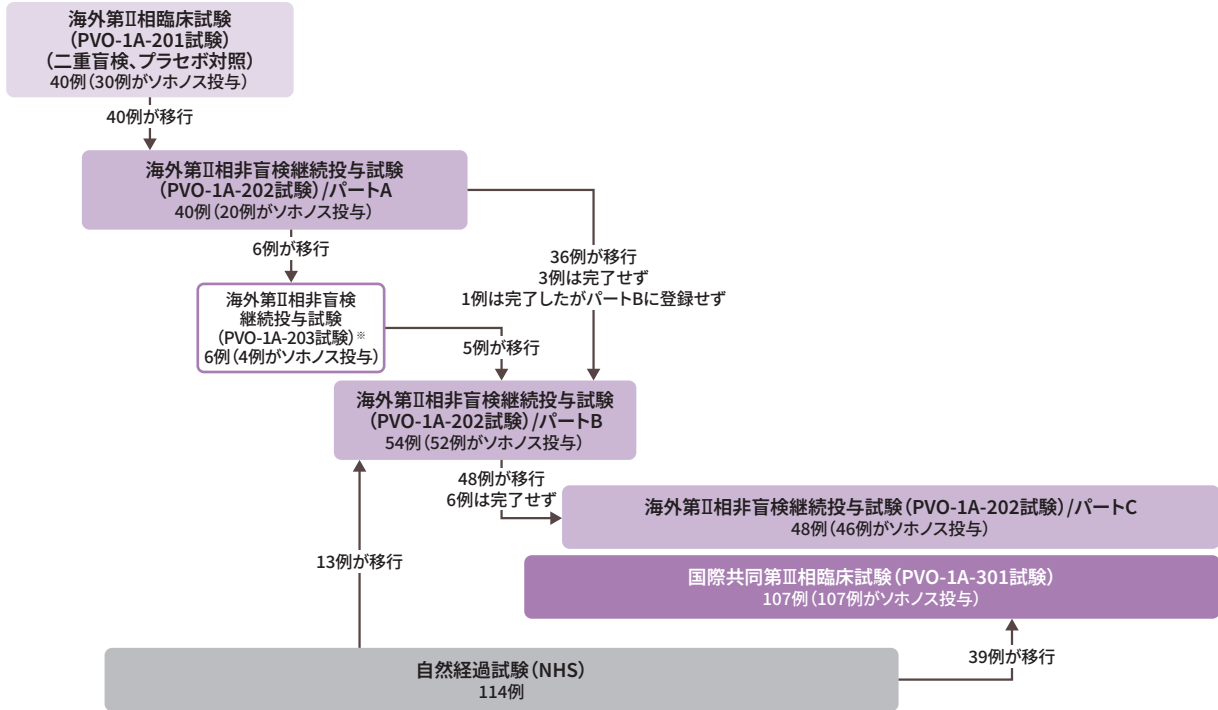 海外第Ⅱ相臨床試験
(PVO-1A-201試験)
(二重盲検、プラセボ対照)
40例(30例がソホノス投与)
40例が移行
海外第Ⅱ相非盲検継続投与試験
(PVO-1A-202試験)/パートA
40例(20例がソホノス投与)
6例が移行
36例が移行
3例は完了せず
1例は完了したがパートBに登録せず
海外第Ⅱ相非盲検
継続投与試験
(PVO-1A-203試験)※
6例(4例がソホノス投与)
5例が移行
海外第Ⅱ相非盲検継続投与試験
(PVO-1A-202試験)/パートB
54例(52例がソホノス投与)
48例が移行
6例は完了せず
海外第Ⅱ相非盲検継続投与試験(PVO-1A-202試験)/パートC
48例(46例がソホノス投与)
13例が移行
国際共同第Ⅲ相臨床試験(PVO-1A-301試験)
107例(107例がソホノス投与)
39例が移行
自然経過試験(NHS)
114例